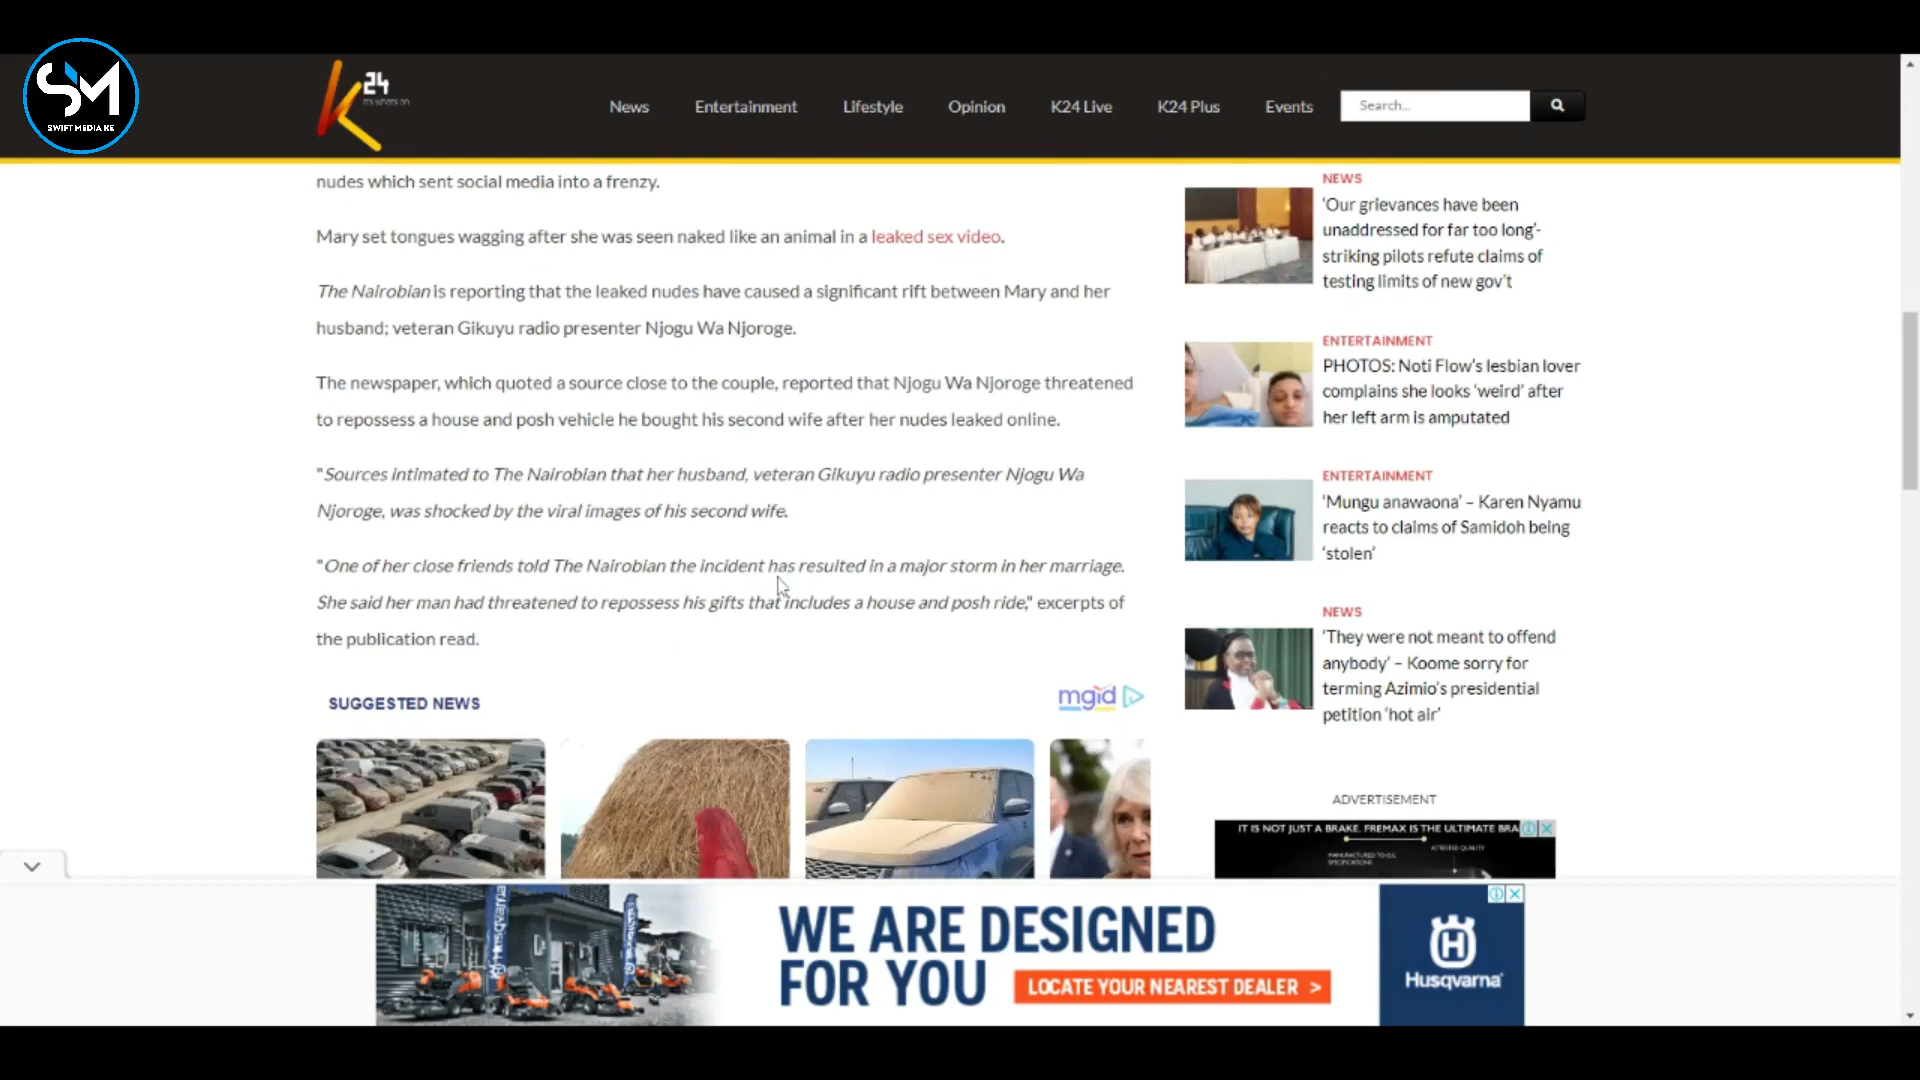 SM
SWIFT MEDIA KE
K 24
News
Entertainment
Lifestyle
Opinion
K24 Live
K24 Plus
Events
Search...
nudes which sent social media into a frenzy.
Mary set tongues wagging after she was seen naked like an animal in a leaked sex video.
The Nairobian is reporting that the leaked nudes have caused a significant rift between Mary and her
husband; veteran Gikuyu radio presenter Njogu Wa Njoroge.
The newspaper, which quoted a source close to the couple, reported that Njogu Wa Njoroge threatened
to repossess a house and posh vehicle he bought his second wife after her nudes leaked online.
"Sources intimated to The Nairobian that her husband, veteran Gikuyu radio presenter Njogu Wa
Njoroge, was shocked by the viral images of his second wife.
"One of her close friends told The Nairobian the incident has resulted in a major storm in her marriage.
She said her man had threatened to repossess his gifts that includes a house and posh ride," excerpts of
the publication read.
SUGGESTED NEWS
mgid
NEWS
‘Our grievances have been
unaddressed for far too long’-
striking pilots refute claims of
testing limits of new gov’t
ENTERTAINMENT
PHOTOS: Noti Flow’s lesbian lover
complains she looks ‘weird’ after
her left arm is amputated
ENTERTAINMENT
‘Mungu anawaona’ – Karen Nyamu
reacts to claims of Samidoh being
‘stolen’
NEWS
‘They were not meant to offend
anybody’ – Koome sorry for
terming Azimio’s presidential
petition ‘hot air’
ADVERTISEMENT
IT IS NOT JUST A BRAKE. FREMAX IS THE ULTIMATE BRA
Husqvarna
WE ARE DESIGNED
FOR YOU
LOCATE YOUR NEAREST DEALER >
H
Husqvarna